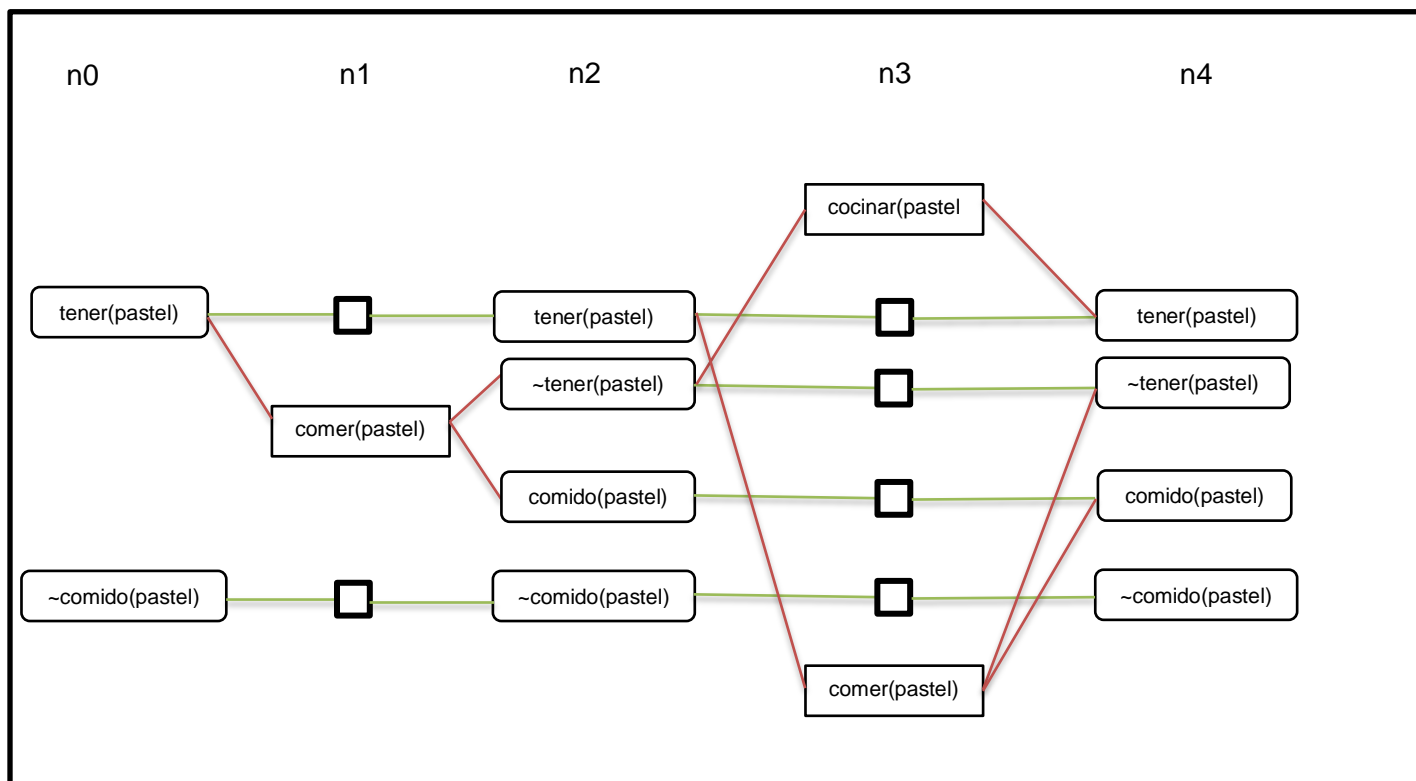 n0 n1 n2 n3 n4
cocinar(pastel
tener(pastel) tener(pastel) tener(pastel)
~tener(pastel) ~tener(pastel)
comer(pastel)
comido(pastel) comido(pastel)
~comido(pastel) ~comido(pastel) ~comido(pastel)
comer(pastel)